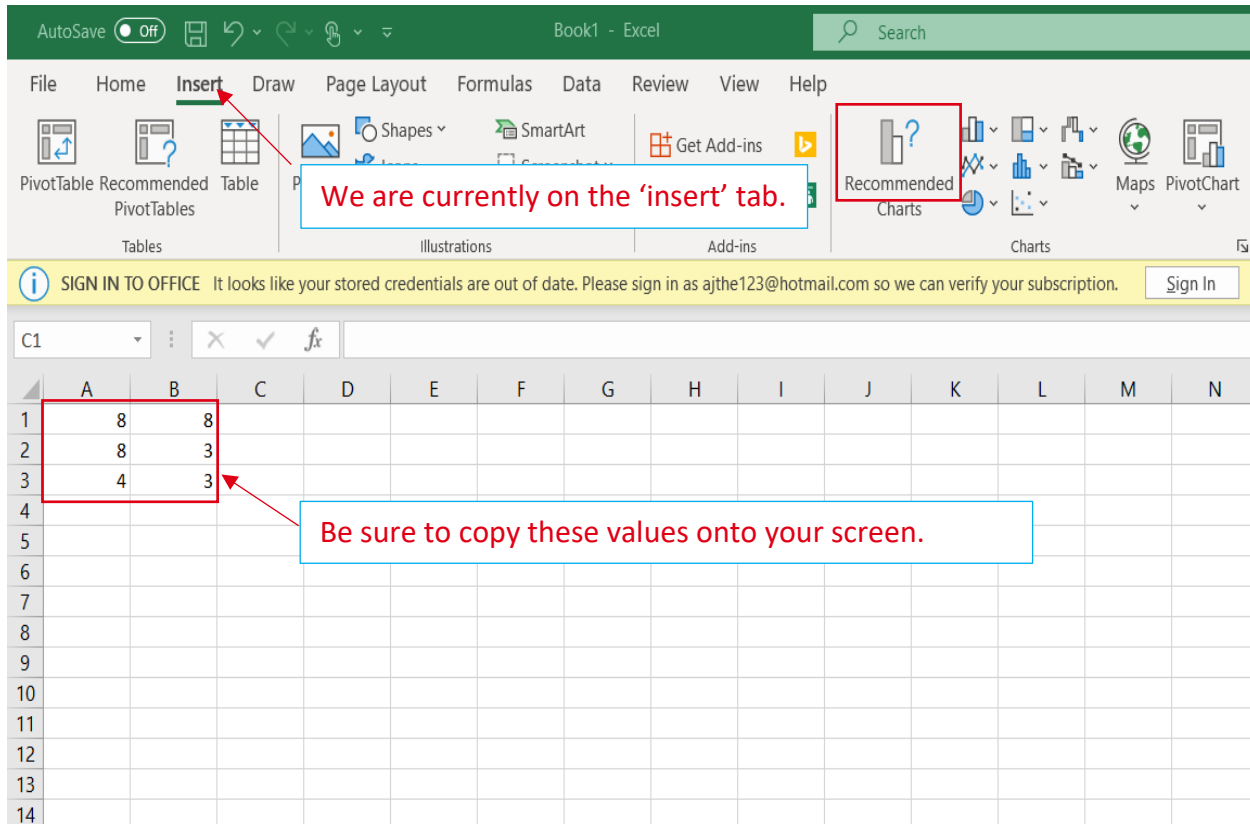 AutoSave Off Book1 - Excel Search
File Home Insert Draw Page Layout Formulas Data Review View Help
Shapes SmartArt
Get Add-ins
PivotTable Recommended PivotTables Table
We are currently on the ‘insert’ tab.
Recommended Charts
Maps PivotChart
Tables Illustrations Add-ins Charts
SIGN IN TO OFFICE It looks like your stored credentials are out of date. Please sign in as ajthe123@hotmail.com so we can verify your subscription. Sign In
C1 fx
A B C D E F G H I J K L M N
1 8 8
2 8 3
3 4 3
4
Be sure to copy these values onto your screen.
5
6
7
8
9
10
11
12
13
14